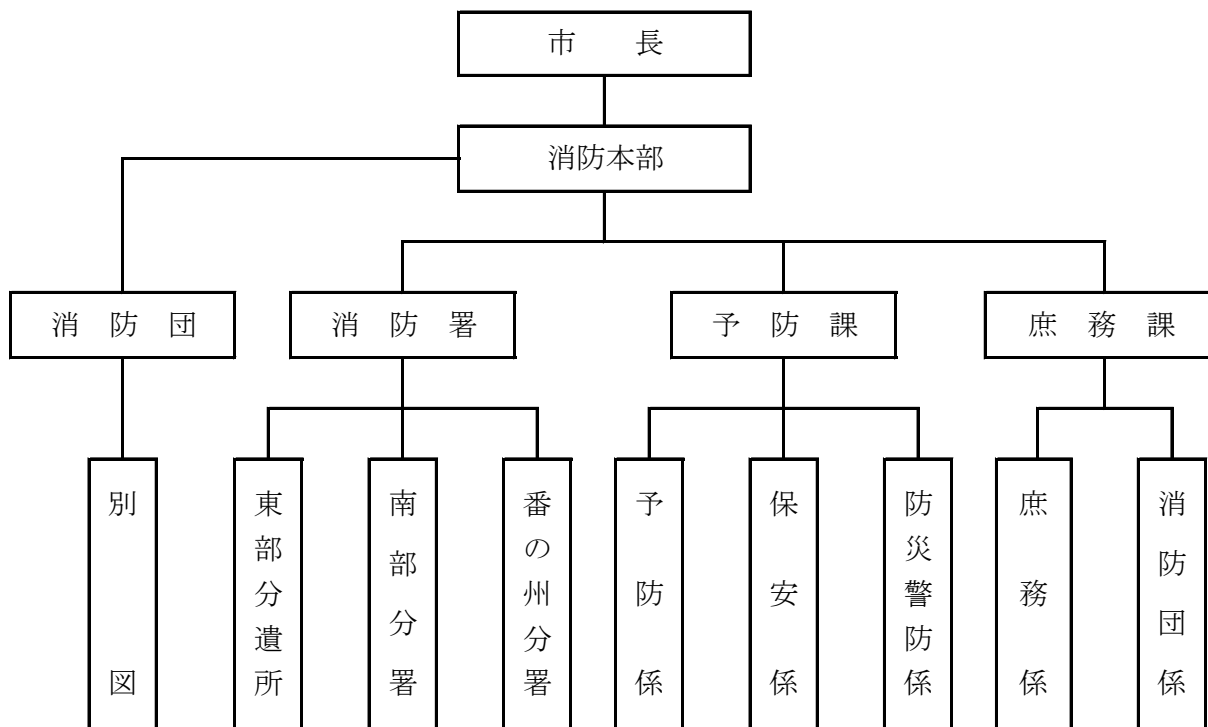 市　　長
消防本部
消　防　団
消　防　署
予　防　課
庶　務　課
別図
東部分遺所
南部分署
番の州分署
予防係
保安係
防災警防係
庶務係
消防団係